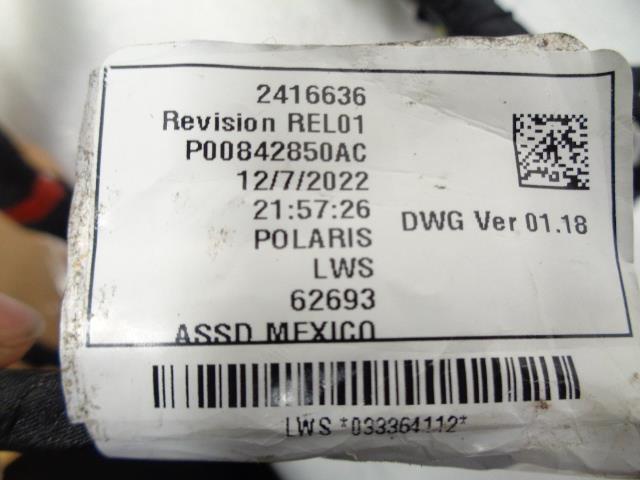 2416636
Revision REL01
P00842850AC
12/7/2022
21:57:26
DWG Ver 01.18
POLARIS
LWS
62693
ASSD MEXICO
LWS *033364112*